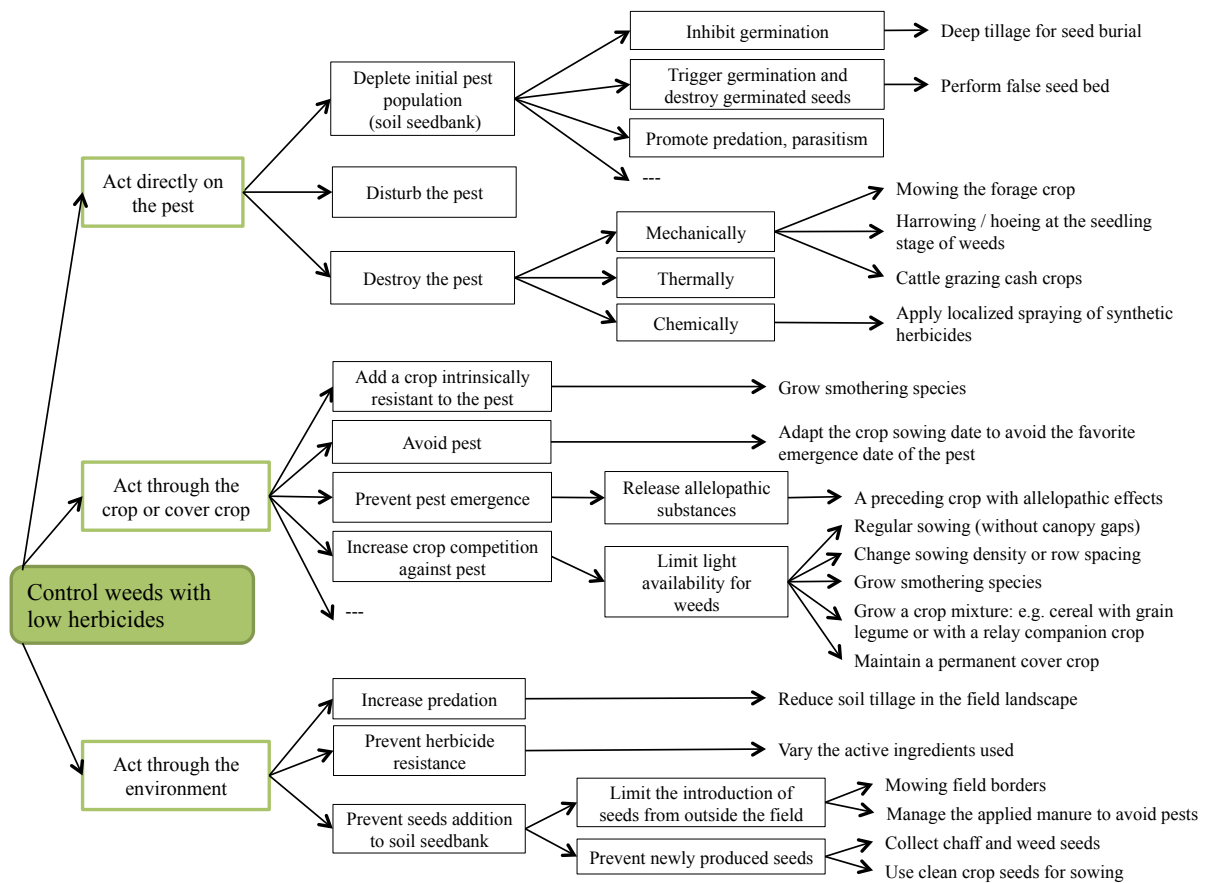 Control weeds with
low herbicides
Act directly on
the pest
Deplete initial pest
population
(soil seedbank)
Inhibit germination
Deep tillage for seed burial
Trigger germination and
destroy germinated seeds
Perform false seed bed
Promote predation, parasitism
---
Disturb the pest
Destroy the pest
Mechanically
Mowing the forage crop
Harrowing / hoeing at the seedling
stage of weeds
Cattle grazing cash crops
Thermally
Chemically
Apply localized spraying of synthetic
herbicides
Act through the
crop or cover crop
Add a crop intrinsically
resistant to the pest
Grow smothering species
Avoid pest
Adapt the crop sowing date to avoid the favorite
emergence date of the pest
Prevent pest emergence
Release allelopathic
substances
A preceding crop with allelopathic effects
Increase crop competition
against pest
Limit light
availability for
weeds
Regular sowing (without canopy gaps)
Change sowing density or row spacing
Grow smothering species
Grow a crop mixture: e.g. cereal with grain
legume or with a relay companion crop
Maintain a permanent cover crop
---
Act through the
environment
Increase predation
Reduce soil tillage in the field landscape
Prevent herbicide
resistance
Vary the active ingredients used
Prevent seeds addition
to soil seedbank
Limit the introduction of
seeds from outside the field
Mowing field borders
Manage the applied manure to avoid pests
Prevent newly produced seeds
Collect chaff and weed seeds
Use clean crop seeds for sowing